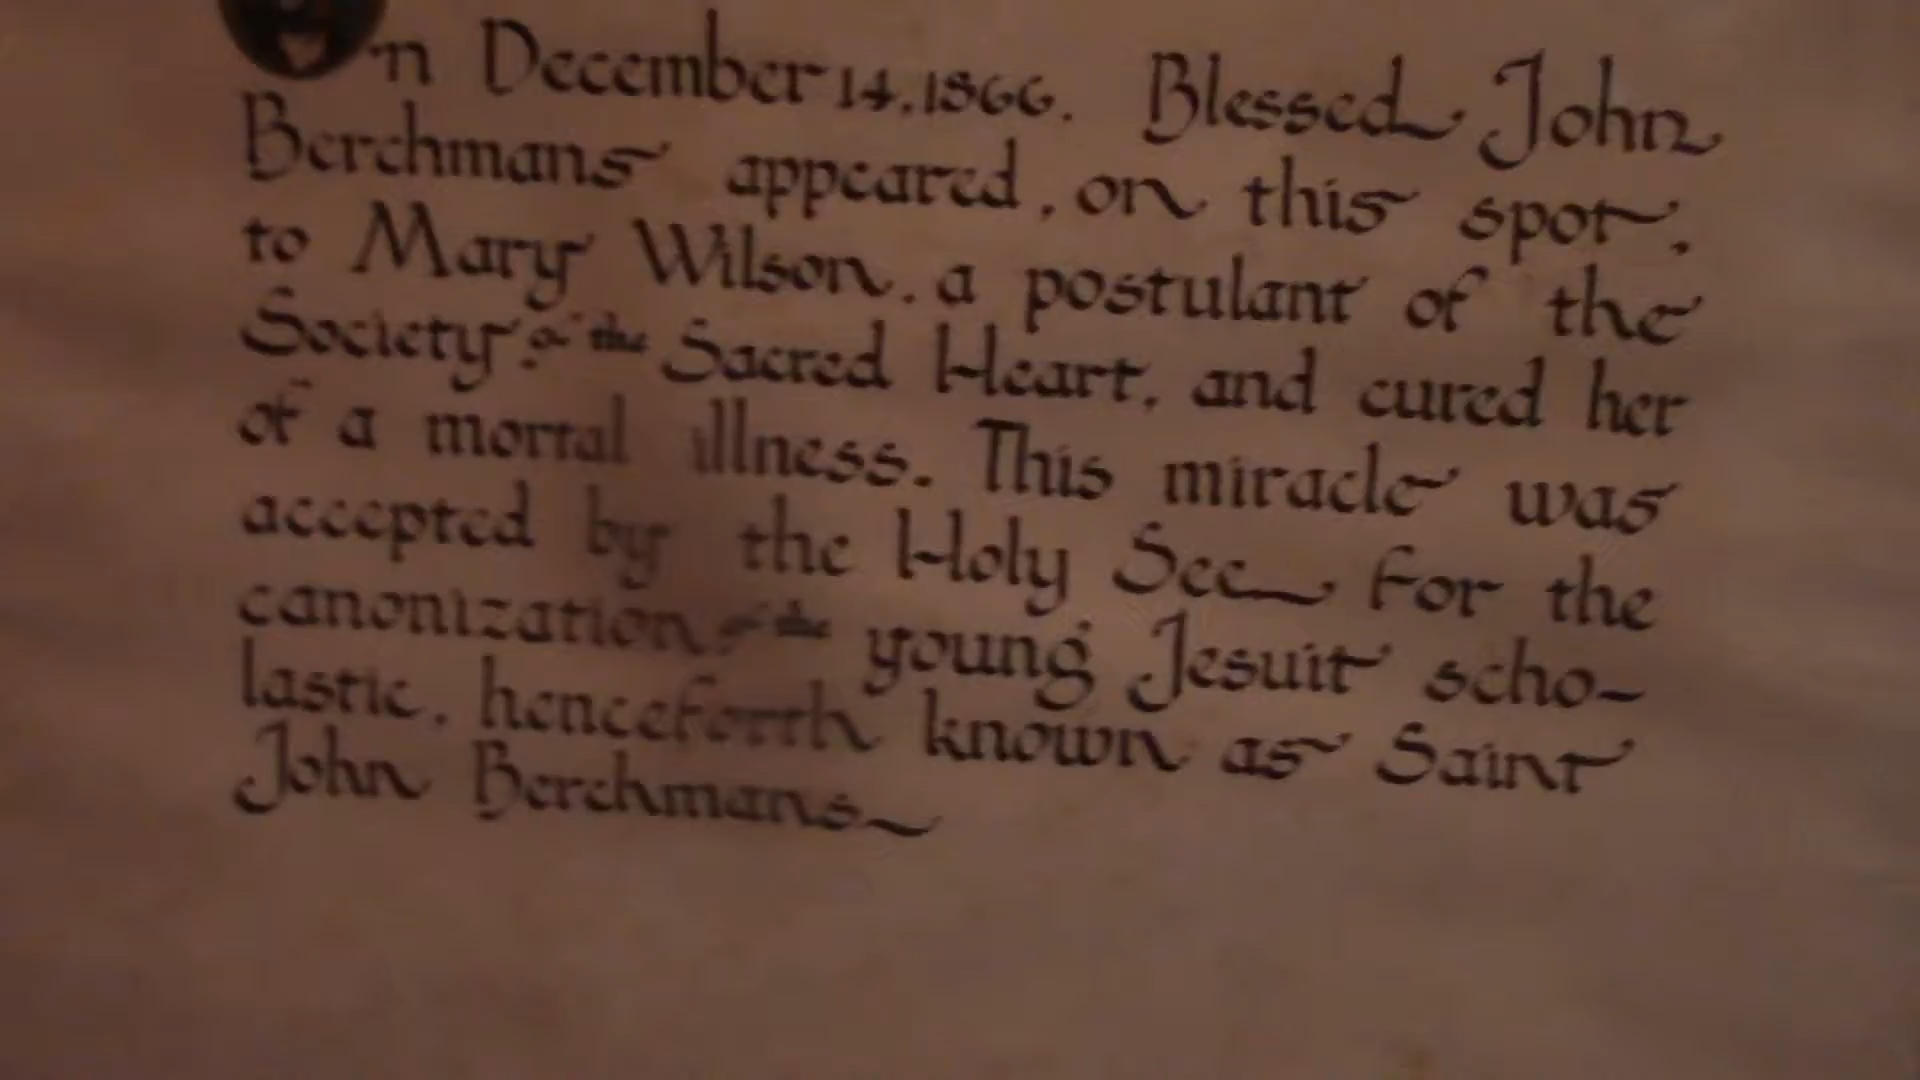 On December 14, 1866, Blessed John
Berchmans appeared, on this spot,
to Mary Wilson, a postulant of the
Society of the Sacred Heart, and cured her
of a mortal illness. This miracle was
accepted by the Holy See for the
canonization of the young Jesuit scho-
lastic, henceforth known as Saint
John Berchmans